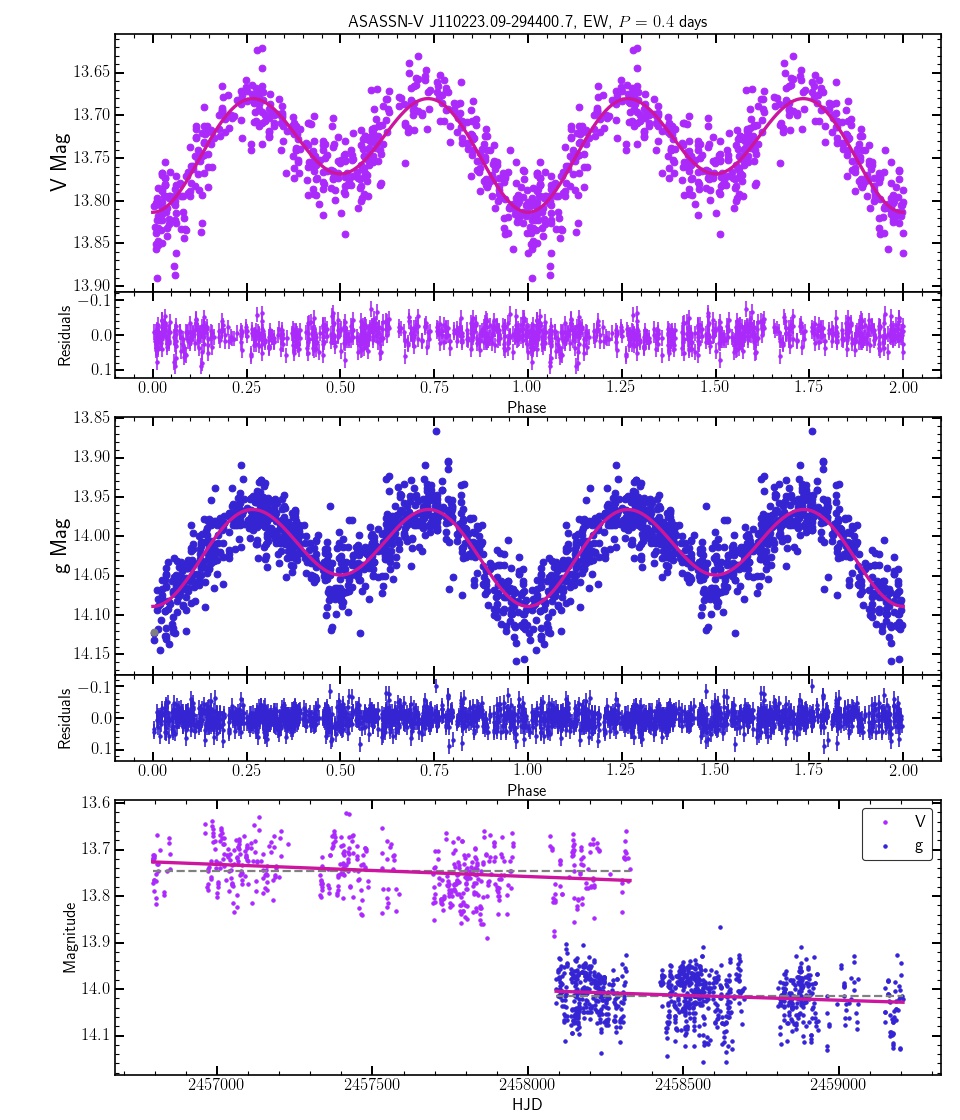 ASASSN-V J110223.09-294400.7, EW, P = 0.4 days
13.65
13.70
13.75
13.80
13.85
13.90
V Mag
−0.1
0.0
0.1
Residuals
0.00 0.25 0.50 0.75 1.00 1.25 1.50 1.75 2.00
Phase
13.85
13.90
13.95
14.00
14.05
14.10
14.15
g Mag
−0.1
0.0
0.1
Residuals
0.00 0.25 0.50 0.75 1.00 1.25 1.50 1.75 2.00
Phase
13.6
13.7
13.8
13.9
14.0
14.1
Magnitude
V
g
2457000 2457500 2458000 2458500 2459000
HJD